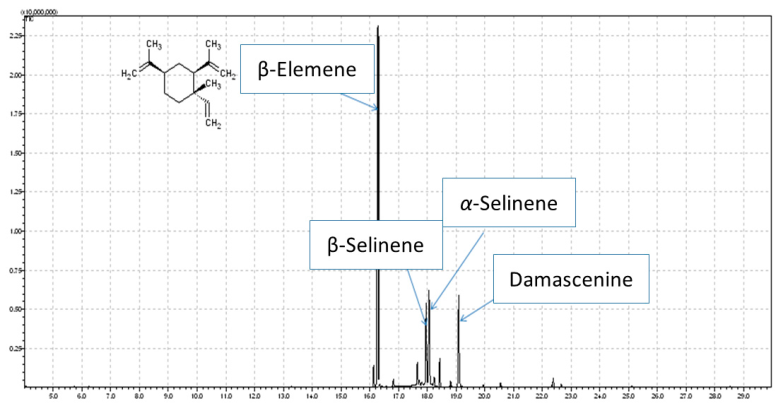 (x10,000,000)
TIC
2.25
2.00
1.75
1.50
1.25
1.00
0.75
0.50
0.25
CH₃
CH₃
H₂C
CH₂
CH₃
CH₂
β-Elemene
α-Selinene
β-Selinene
Damascenine
5.0 6.0 7.0 8.0 9.0 10.0 11.0 12.0 13.0 14.0 15.0 16.0 17.0 18.0 19.0 20.0 21.0 22.0 23.0 24.0 25.0 26.0 27.0 28.0 29.0